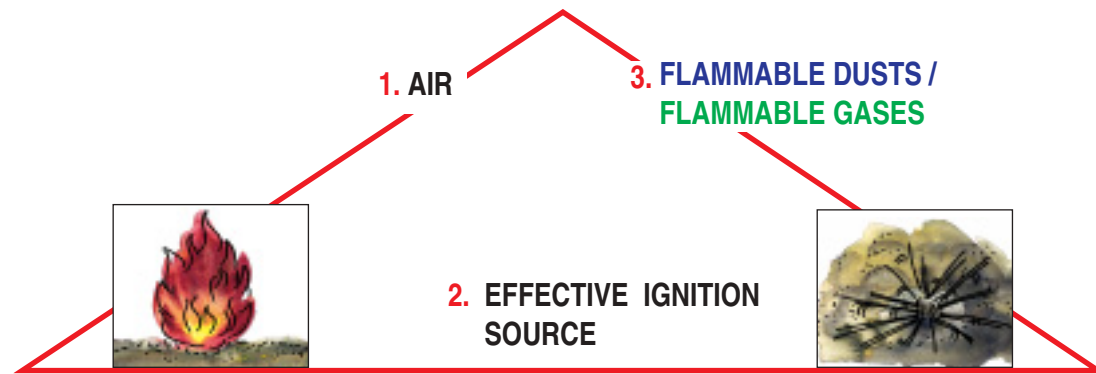 1. AIR
3. FLAMMABLE DUSTS /
FLAMMABLE GASES
2. EFFECTIVE IGNITION
SOURCE